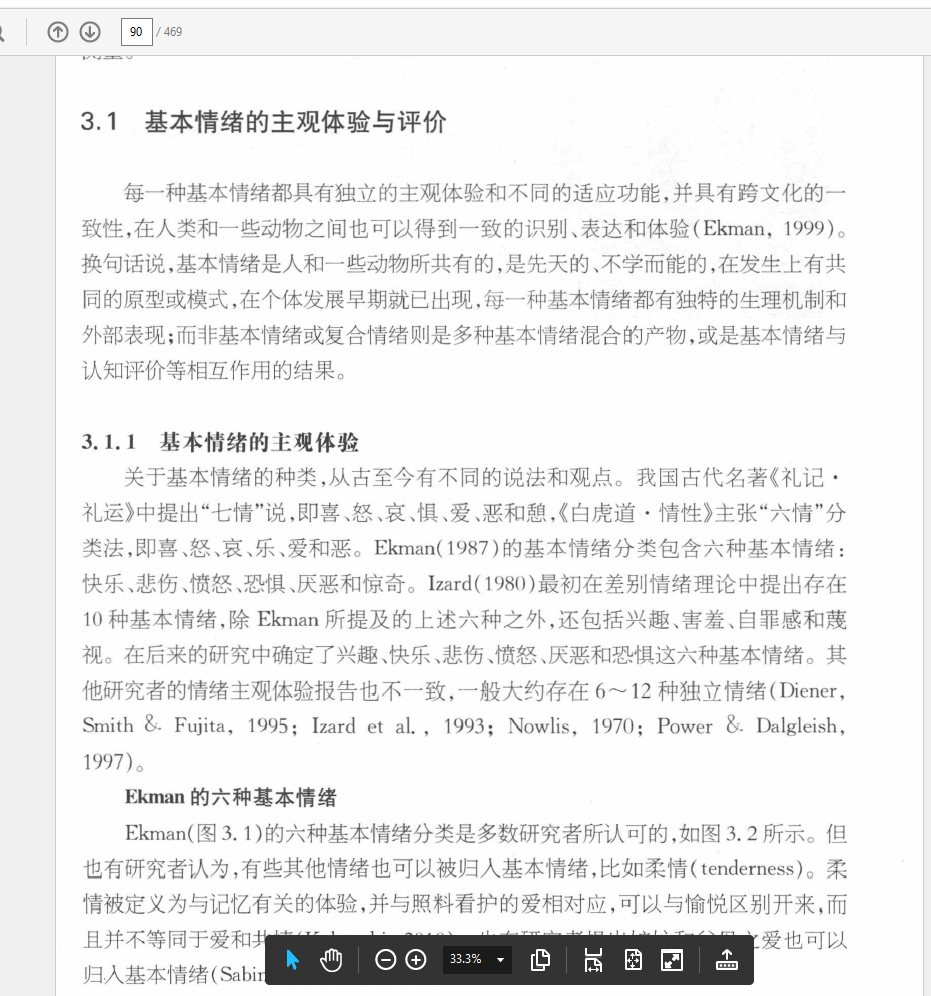 90 / 469
3.1 基本情绪的主观体验与评价
每一种基本情绪都具有独立的主观体验和不同的适应功能,并具有跨文化的一
致性,在人类和一些动物之间也可以得到一致的识别、表达和体验(Ekman, 1999)。
换句话说,基本情绪是人和一些动物所共有的,是先天的、不学而能的,在发生上有共
同的原型或模式,在个体发展早期就已出现,每一种基本情绪都有独特的生理机制和
外部表现;而非基本情绪或复合情绪则是多种基本情绪混合的产物,或是基本情绪与
认知评价等相互作用的结果。
3.1.1 基本情绪的主观体验
关于基本情绪的种类,从古至今有不同的说法和观点。我国古代名著《礼记·
礼运》中提出“七情”说,即喜、怒、哀、惧、爱、恶和憩,《白虎道·情性》主张“六情”分
类法,即喜、怒、哀、乐、爱和恶。Ekman(1987)的基本情绪分类包含六种基本情绪:
快乐、悲伤、愤怒、恐惧、厌恶和惊奇。Izard(1980)最初在差别情绪理论中提出存在
10 种基本情绪,除 Ekman 所提及的上述六种之外,还包括兴趣、害羞、自罪感和蔑
视。在后来的研究中确定了兴趣、快乐、悲伤、愤怒、厌恶和恐惧这六种基本情绪。其
他研究者的情绪主观体验报告也不一致,一般大约存在 6~12 种独立情绪(Diener,
Smith & Fujita, 1995; Izard et al., 1993; Nowlis, 1970; Power & Dalgleish,
1997)。
Ekman 的六种基本情绪
Ekman(图 3.1)的六种基本情绪分类是多数研究者所认可的,如图 3.2 所示。但
也有研究者认为,有些其他情绪也可以被归入基本情绪,比如柔情(tenderness)。柔
情被定义为与记忆有关的体验,并与照料看护的爱相对应,可以与愉悦区别开来,而
且并不等同于爱和共 之爱也可以
归入基本情绪(Sabin
33.3%